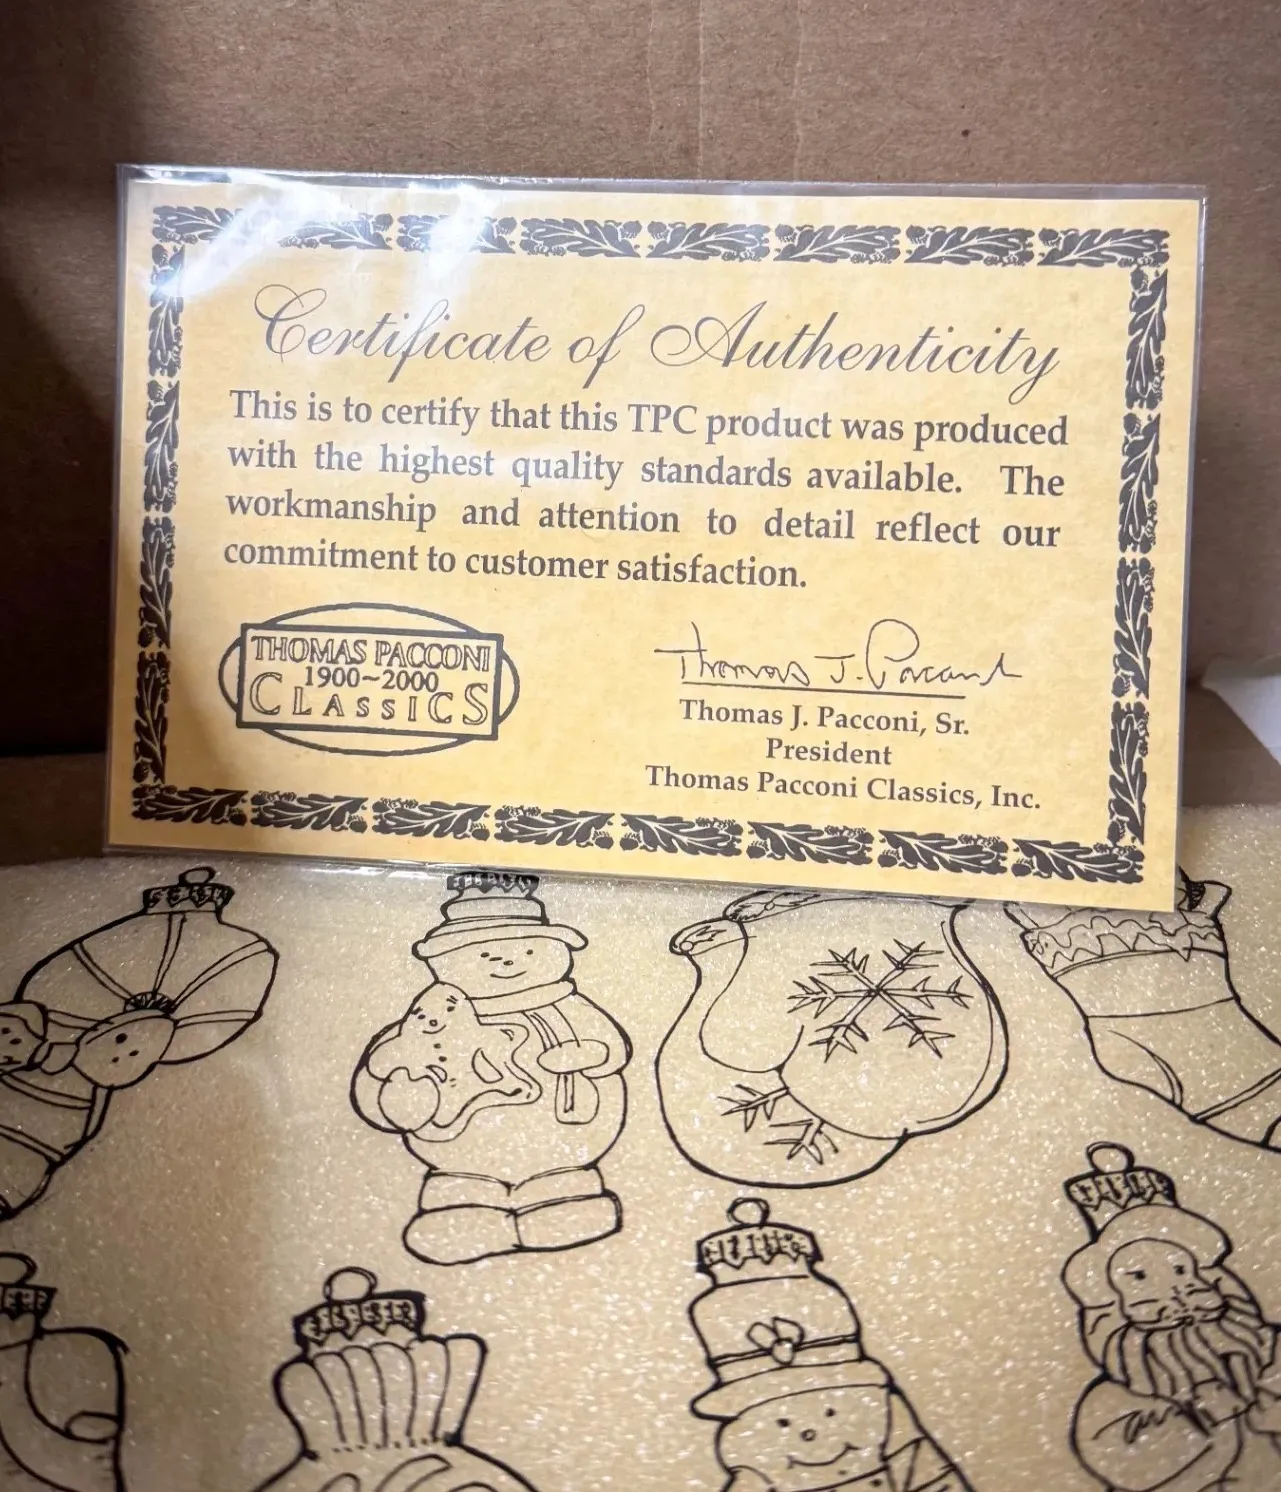 Certificate of Authenticity
This is to certify that this TPC product was produced
with the highest quality standards available. The
workmanship and attention to detail reflect our
commitment to customer satisfaction.
THOMAS PACCONI
1900~2000
CLASSICS
Thomas J. Pacconi
Thomas J. Pacconi, Sr.
President
Thomas Pacconi Classics, Inc.